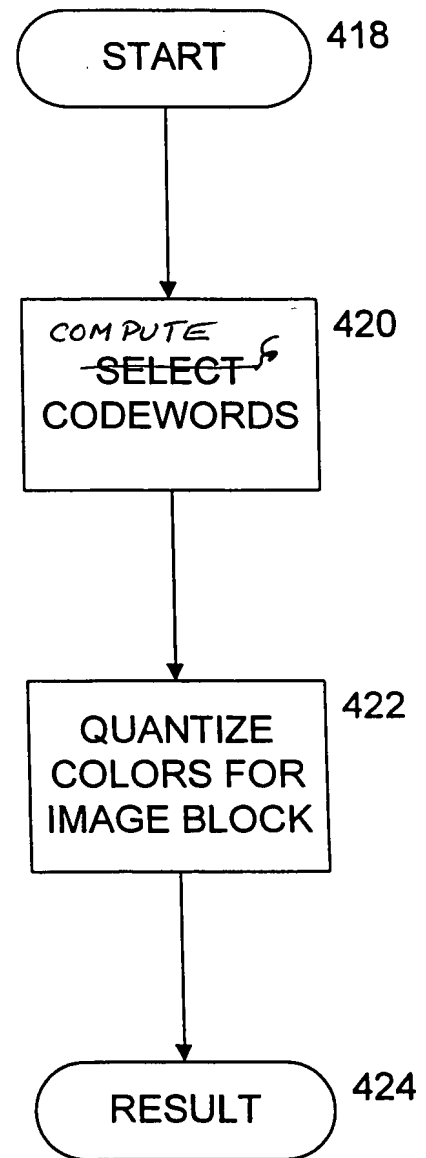 START
418
COMPUTE
420
SELECT
CODEWORDS
QUANTIZE
422
COLORS FOR
IMAGE BLOCK
RESULT
424